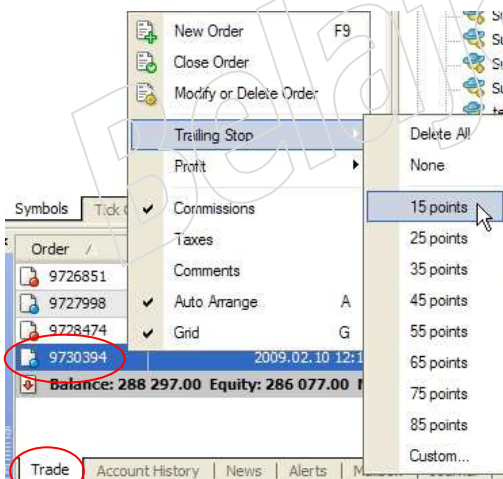 New Order F9
Close Order
Modify or Delete Order
Trailing Stop
Profit
Commissions
Taxes
Comments
Auto Arrange A
Grid G
Delete All
None
15 points
25 points
35 points
45 points
55 points
65 points
75 points
85 points
Custom...
Symbols
Order /
9726851
9727998
9728474
9730394 2009.02.10 12:1
Balance: 288 297.00 Equity: 286 077.00
Trade Account History News Alerts
Belaj